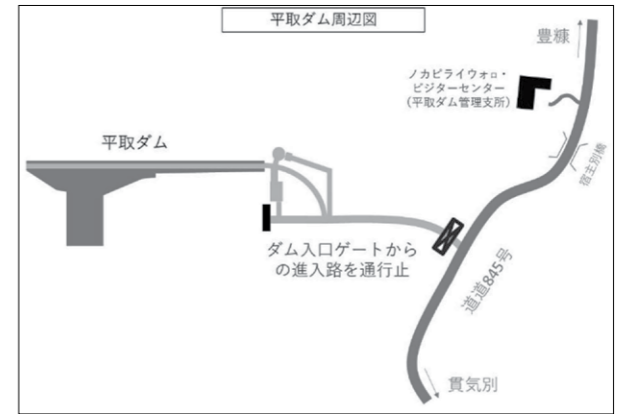 平取ダム周辺図
豊糠
ノカピライウォㇿ・
ビジターセンター
(平取ダム管理支所)
平取ダム
宿主別橋
ダム入口ゲートから
の進入路を通行止
道道845号
貫気別